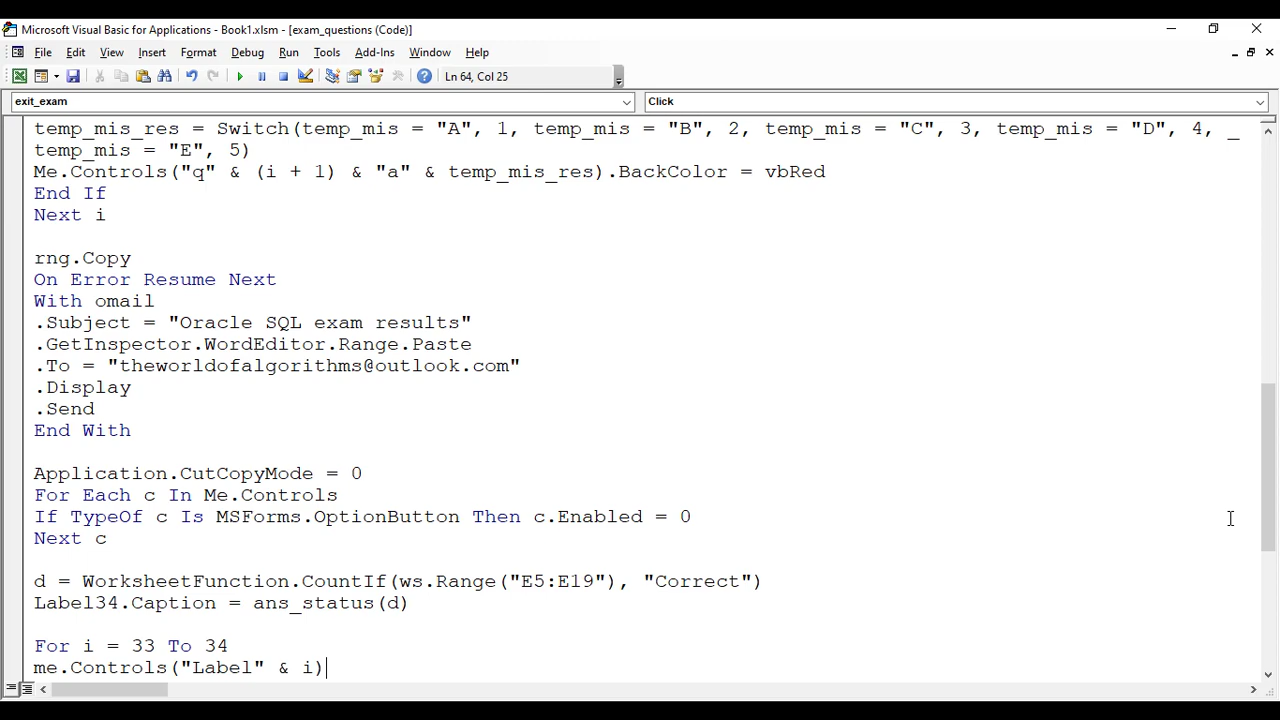 Microsoft Visual Basic for Applications - Book1.xlsm - [exam_questions (Code)]
File Edit View Insert Format Debug Run Tools Add-Ins Window Help
Ln 64, Col 25
exit_exam Click
temp_mis_res = Switch(temp_mis = "A", 1, temp_mis = "B", 2, temp_mis = "C", 3, temp_mis = "D", 4, _
temp_mis = "E", 5)
Me.Controls("q" & (i + 1) & "a" & temp_mis_res).BackColor = vbRed
End If
Next i
rng.Copy
On Error Resume Next
With omail
.Subject = "Oracle SQL exam results"
.GetInspector.WordEditor.Range.Paste
.To = "theworldofalgorithms@outlook.com"
.Display
.Send
End With
Application.CutCopyMode = 0
For Each c In Me.Controls
If TypeOf c Is MSForms.OptionButton Then c.Enabled = 0
Next c
d = WorksheetFunction.CountIf(ws.Range("E5:E19"), "Correct")
Label34.Caption = ans_status(d)
For i = 33 To 34
me.Controls("Label" & i)